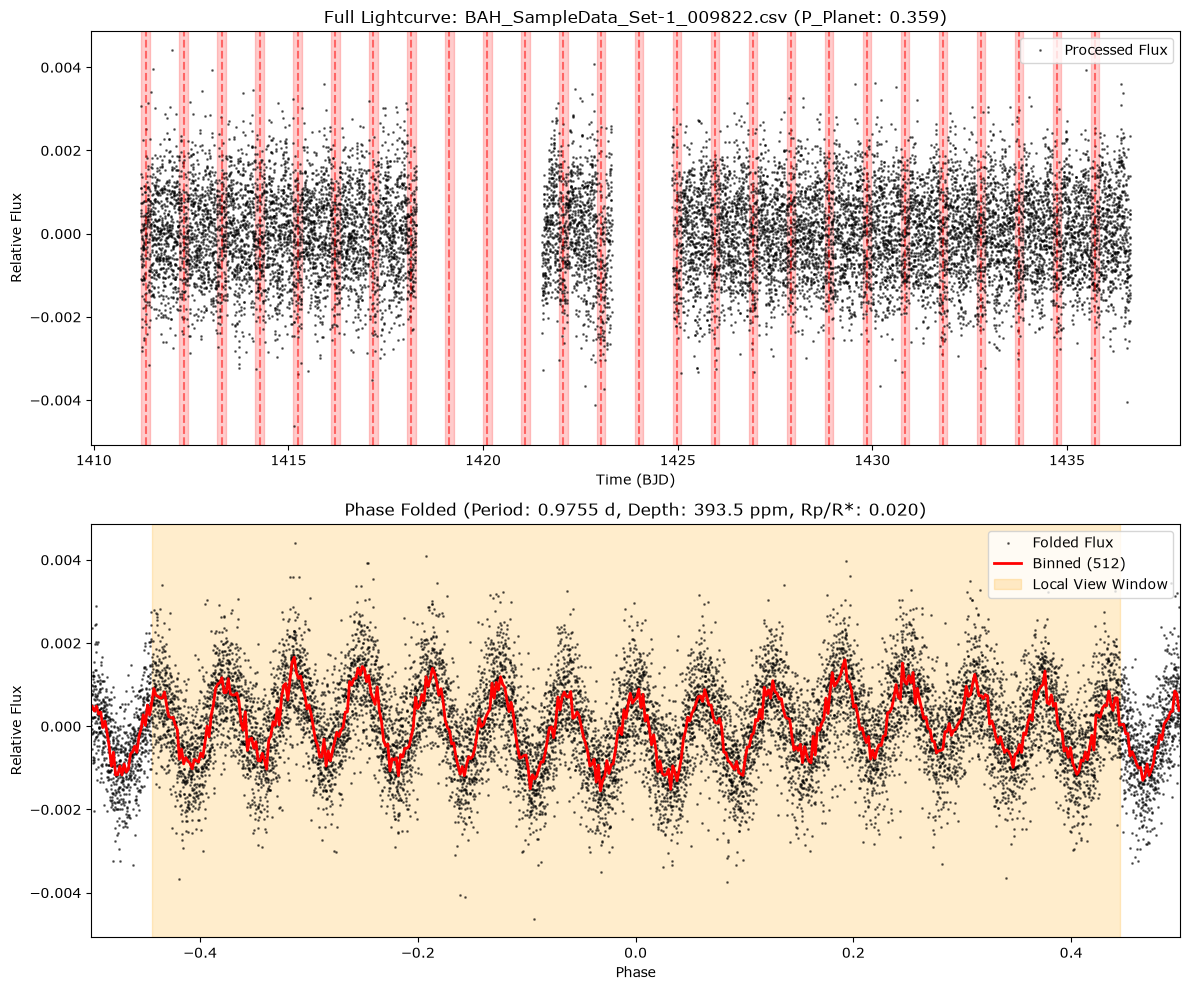 Full Lightcurve: BAH_SampleData_Set-1_009822.csv (P_Planet: 0.359)
Processed Flux
0.004
0.002
0.000
−0.002
−0.004
Relative Flux
1410
1415
1420
1425
1430
1435
Time (BJD)
Phase Folded (Period: 0.9755 d, Depth: 393.5 ppm, Rp/R*: 0.020)
Folded Flux
Binned (512)
Local View Window
0.004
0.002
0.000
−0.002
−0.004
Relative Flux
−0.4
−0.2
0.0
0.2
0.4
Phase